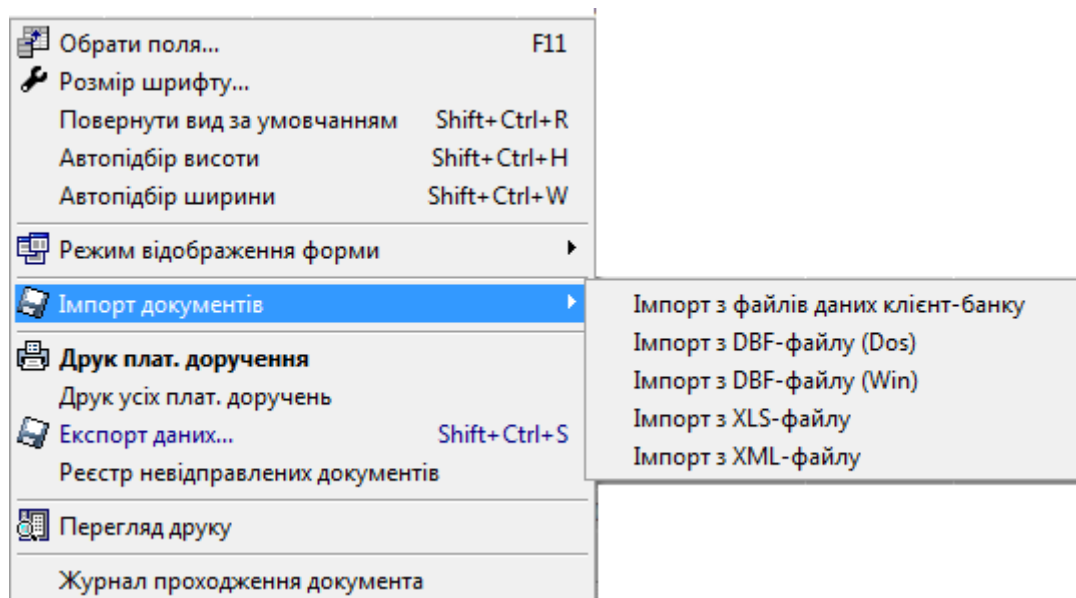 Обрати поля... F11
Розмір шрифту...
Повернути вид за умовчанням Shift+Ctrl+R
Автопідбір висоти Shift+Ctrl+H
Автопідбір ширини Shift+Ctrl+W
Режим відображення форми
Імпорт документів
Імпорт з файлів даних клієнт-банку
Імпорт з DBF-файлу (Dos)
Імпорт з DBF-файлу (Win)
Імпорт з XLS-файлу
Імпорт з XML-файлу
Друк плат. доручення
Друк усіх плат. доручень
Експорт даних... Shift+Ctrl+S
Реєстр невідправлених документів
Перегляд друку
Журнал проходження документа